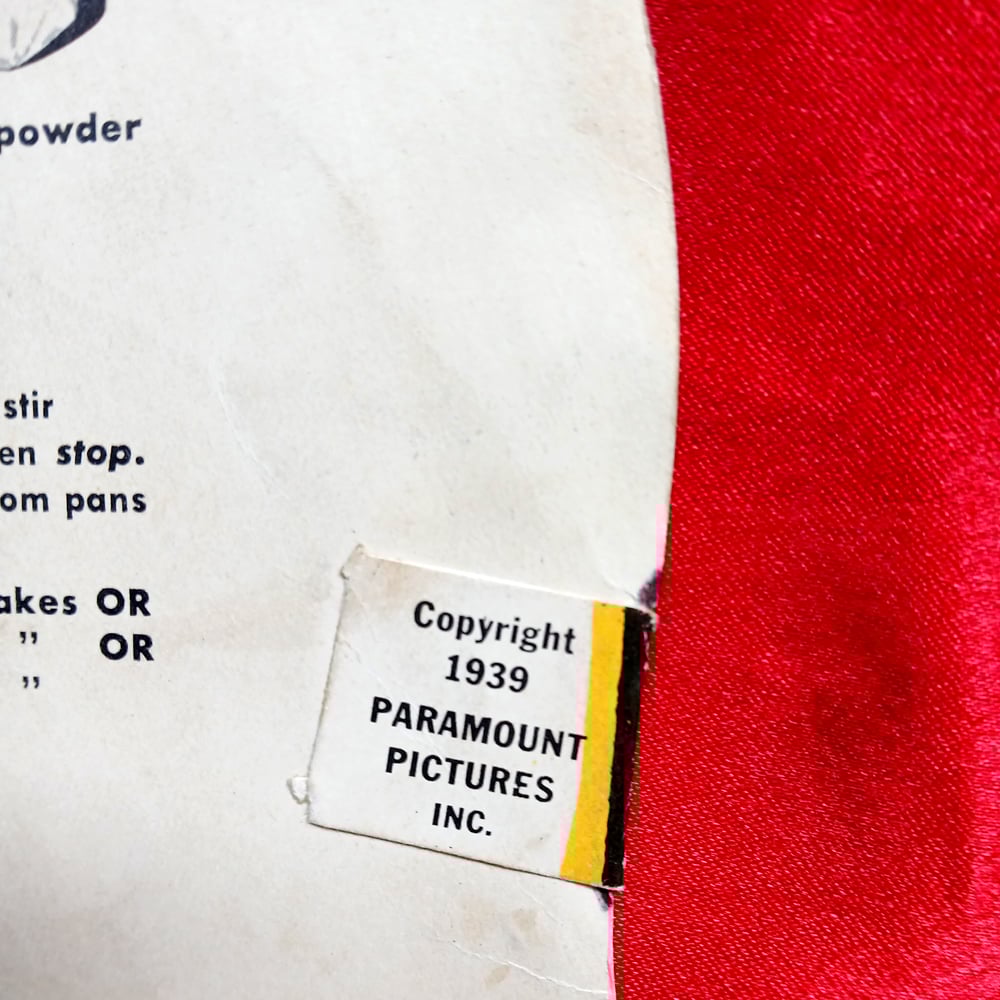 powder
stir
en stop.
om pans
akes OR
" OR
"
Copyright
1939
PARAMOUNT
PICTURES
INC.